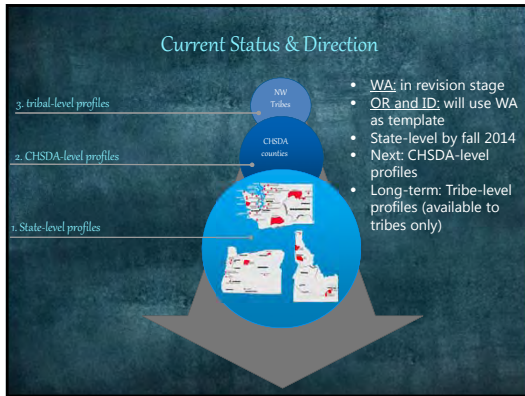 Current Status & Direction
3. tribal-level profiles
2. CHSDA-level profiles
1. State-level profiles
NW
Tribes
CHSDA
counties
• WA: in revision stage
• OR and ID: will use WA
as template
• State-level by fall 2014
• Next: CHSDA-level
profiles
• Long-term: Tribe-level
profiles (available to
tribes only)